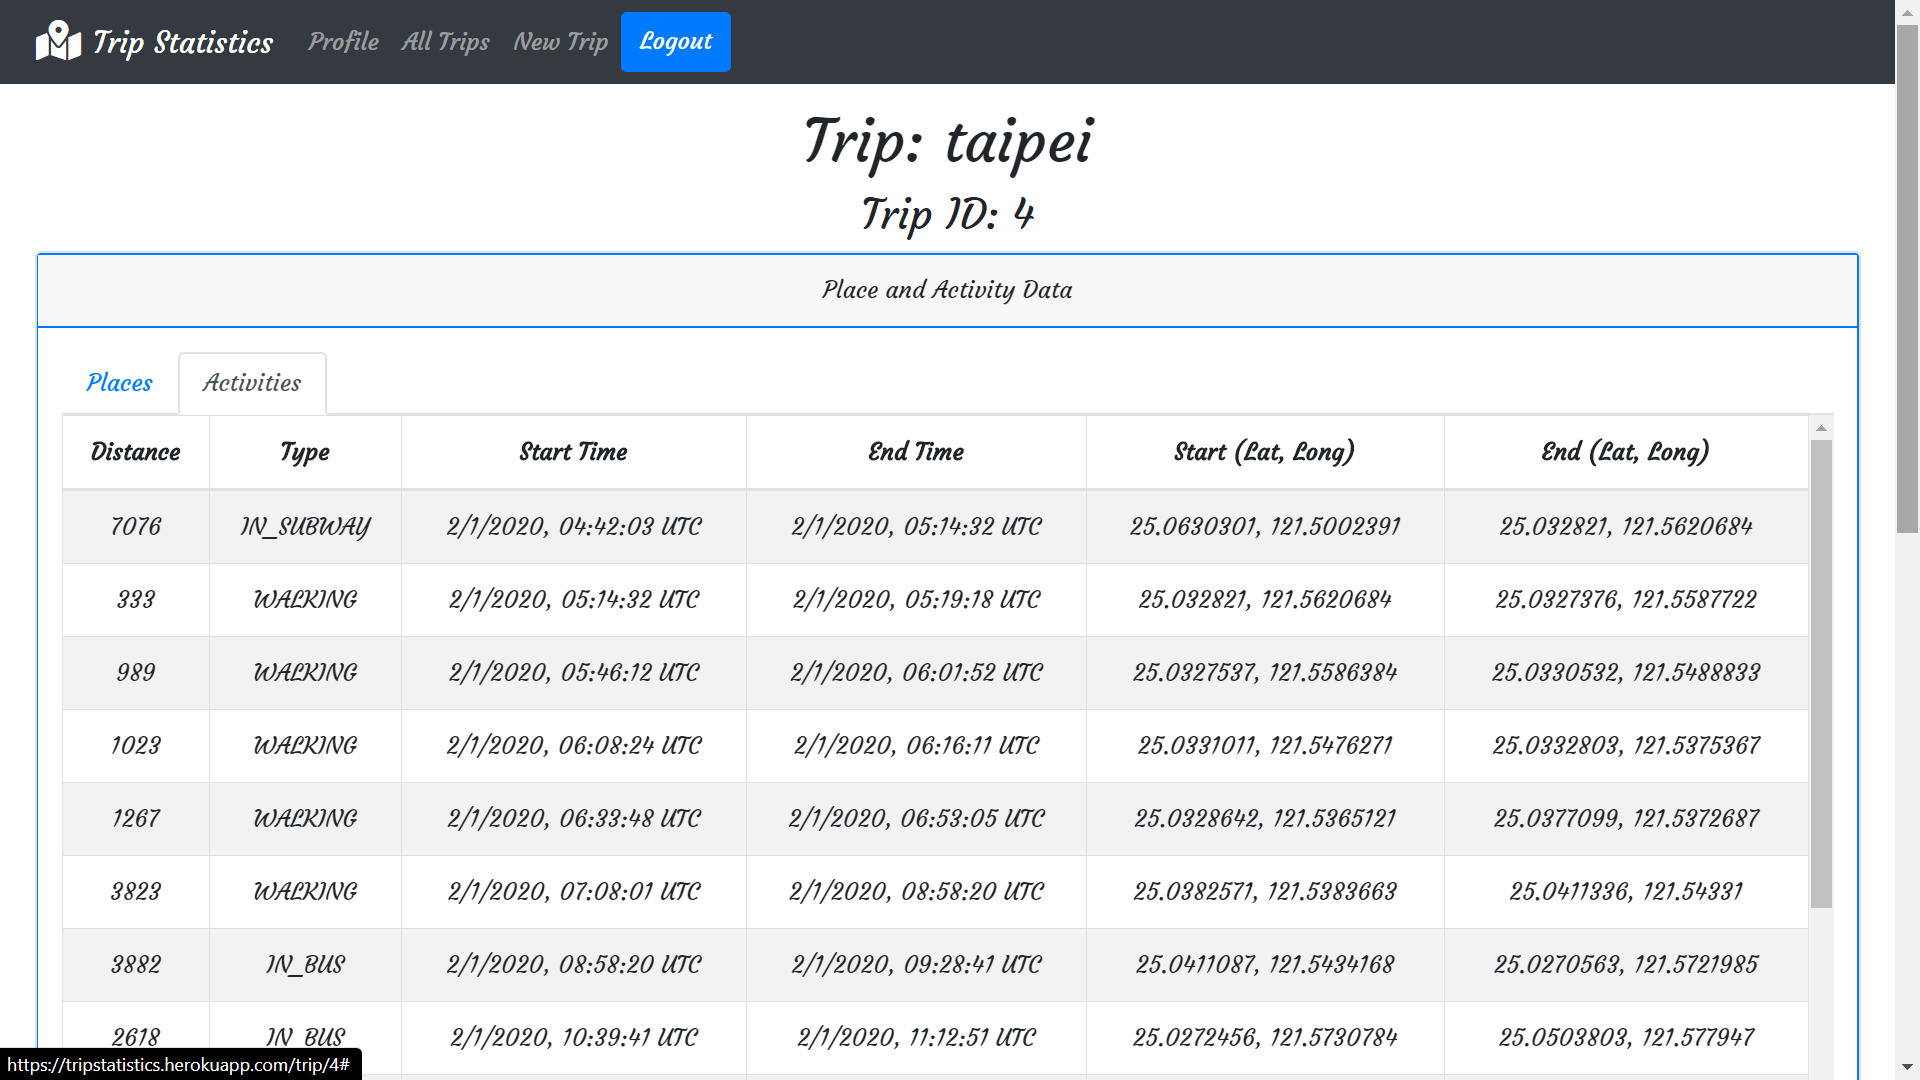 Trip Statistics Profile All Trips New Trip Logout
Trip: taipei
Trip ID: 4
Place and Activity Data
Places Activities
Distance Type Start Time End Time Start (Lat, Long) End (Lat, Long)
7076 IN_SUBWAY 2/1/2020, 04:42:03 UTC 2/1/2020, 05:14:32 UTC 25.0630301, 121.5002391 25.032821, 121.5620684
333 WALKING 2/1/2020, 05:14:32 UTC 2/1/2020, 05:19:18 UTC 25.032821, 121.5620684 25.0327376, 121.5587722
989 WALKING 2/1/2020, 05:46:12 UTC 2/1/2020, 06:01:52 UTC 25.0327537, 121.5586384 25.0330532, 121.5488833
1023 WALKING 2/1/2020, 06:08:24 UTC 2/1/2020, 06:16:11 UTC 25.0331011, 121.5476271 25.0332803, 121.5375367
1267 WALKING 2/1/2020, 06:33:48 UTC 2/1/2020, 06:53:05 UTC 25.0328642, 121.5365121 25.0377099, 121.5372687
3823 WALKING 2/1/2020, 07:08:01 UTC 2/1/2020, 08:58:20 UTC 25.0382571, 121.5383663 25.0411336, 121.54331
3882 IN_BUS 2/1/2020, 08:58:20 UTC 2/1/2020, 09:28:41 UTC 25.0411087, 121.5434168 25.0270563, 121.5721985
2618 IN_BUS 2/1/2020, 10:39:41 UTC 2/1/2020, 11:12:51 UTC 25.0272456, 121.5730784 25.0503803, 121.577947
https://tripstatistics.herokuapp.com/trip/4#